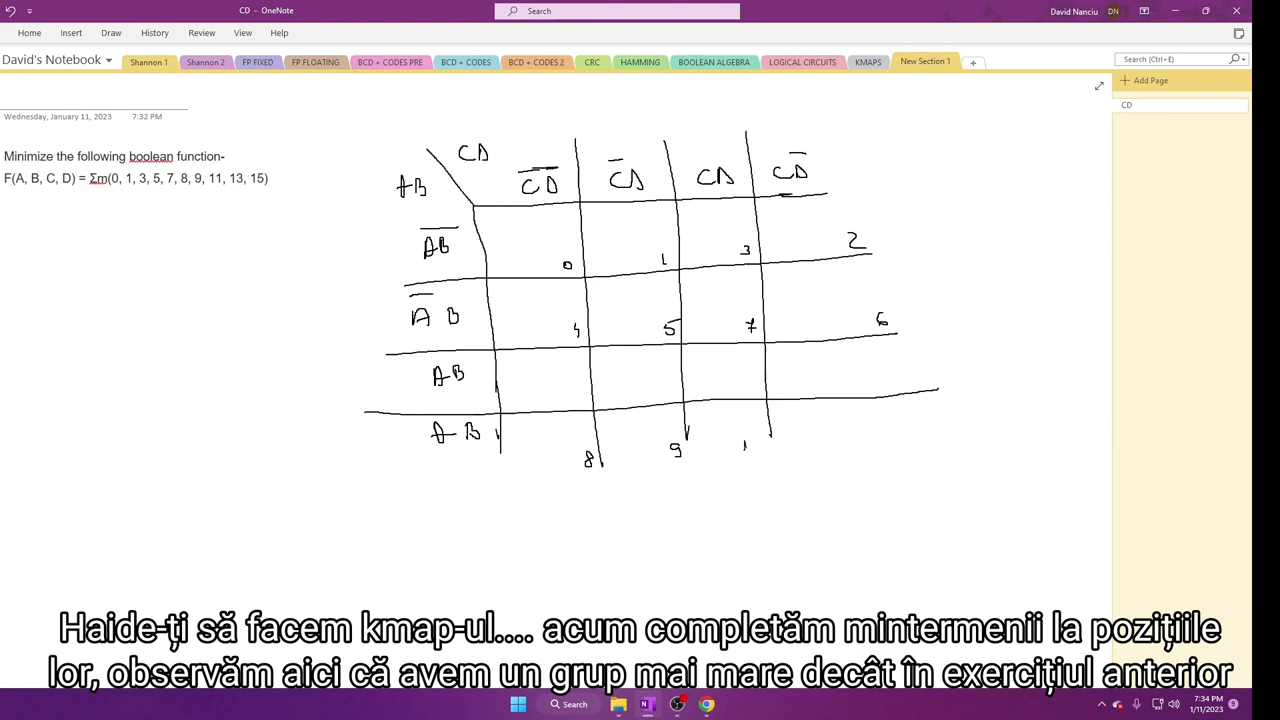 CD - OneNote
Search
David Nanciu
DN
Home Insert Draw History Review View Help
David's Notebook
Shannon 1 Shannon 2 FP FIXED FP FLOATING BCD + CODES PRE BCD + CODES BCD + CODES 2 CRC HAMMING BOOLEAN ALGEBRA LOGICAL CIRCUITS KMAPS New Section 1
Search (Ctrl+E)
Add Page
CD
Wednesday, January 11, 2023 7:32 PM
Minimize the following boolean function-
F(A, B, C, D) = Σm(0, 1, 3, 5, 7, 8, 9, 11, 13, 15)
CD
AB
C̅D̅ C̅D CD CD̅
A̅B̅ 0 1 3 2
A̅ B 4 5 7 6
AB
A B 8 9 1
Haide-ți să facem kmap-ul.... acum completăm mintermenii la pozițiile
lor, observăm aici că avem un grup mai mare decât în exercițiul anterior
Search
7:34 PM
1/11/2023